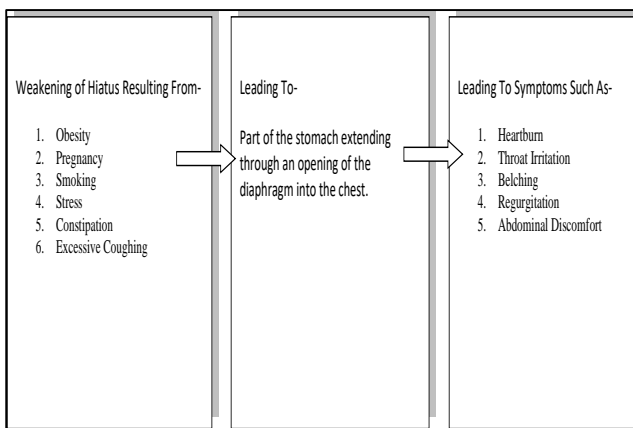 Weakening of Hiatus Resulting From-
1. Obesity
2. Pregnancy
3. Smoking
4. Stress
5. Constipation
6. Excessive Coughing
Leading To-
Part of the stomach extending
through an opening of the
diaphragm into the chest.
Leading To Symptoms Such As-
1. Heartburn
2. Throat Irritation
3. Belching
4. Regurgitation
5. Abdominal Discomfort